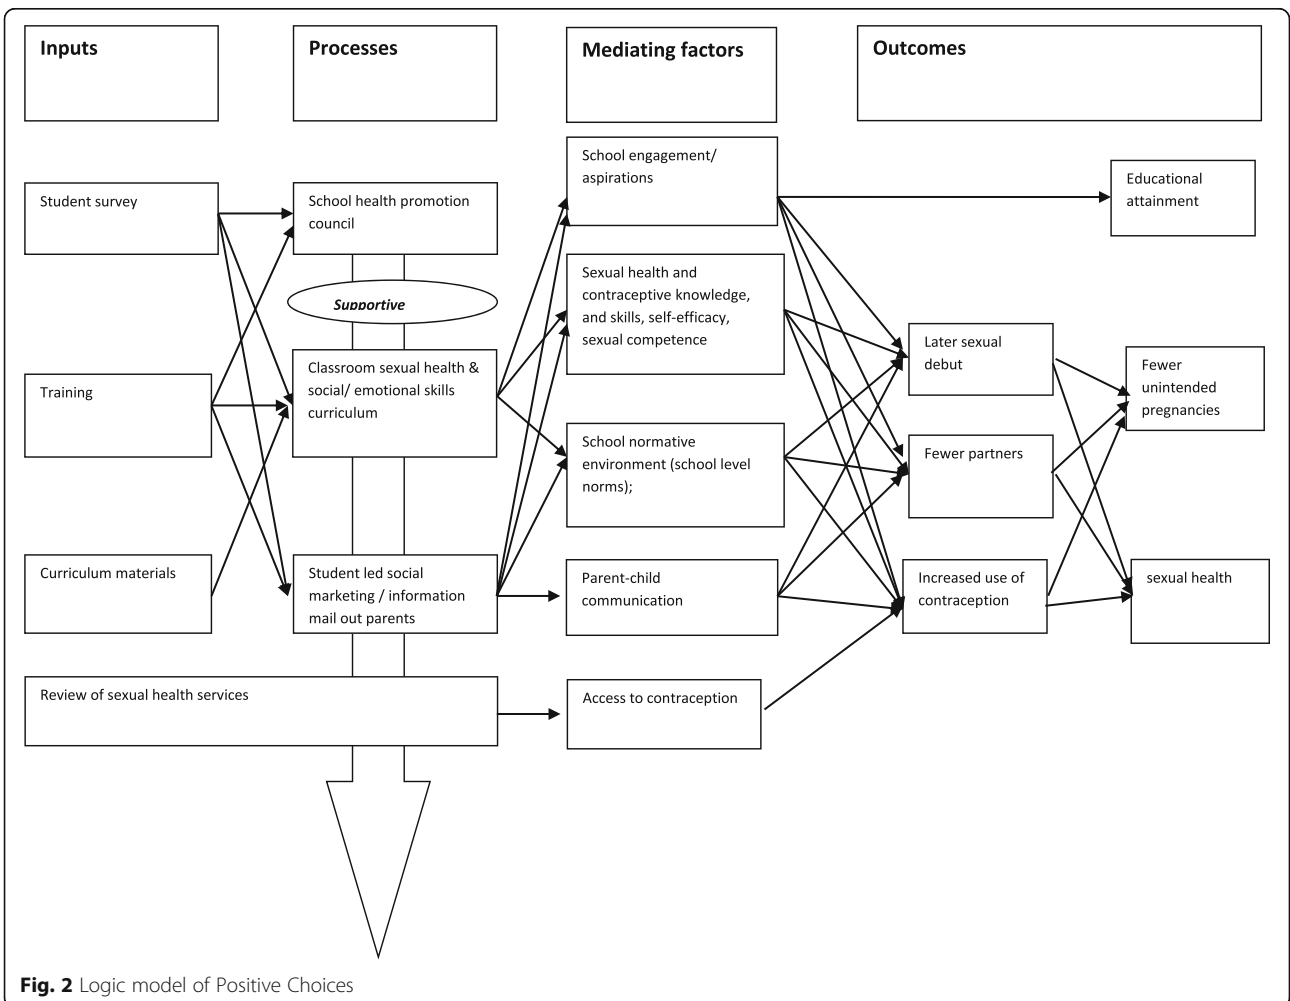 Inputs
Processes
Mediating factors
Outcomes
Student survey
Training
Curriculum materials
Review of sexual health services
School health promotion
council
Supportive
Classroom sexual health &
social/ emotional skills
curriculum
Student led social
marketing / information
mail out parents
School engagement/
aspirations
Sexual health and
contraceptive knowledge,
and skills, self-efficacy,
sexual competence
School normative
environment (school level
norms);
Parent-child
communication
Access to contraception
Later sexual
debut
Fewer partners
Increased use of
contraception
Educational
attainment
Fewer
unintended
pregnancies
sexual health
Fig. 2 Logic model of Positive Choices